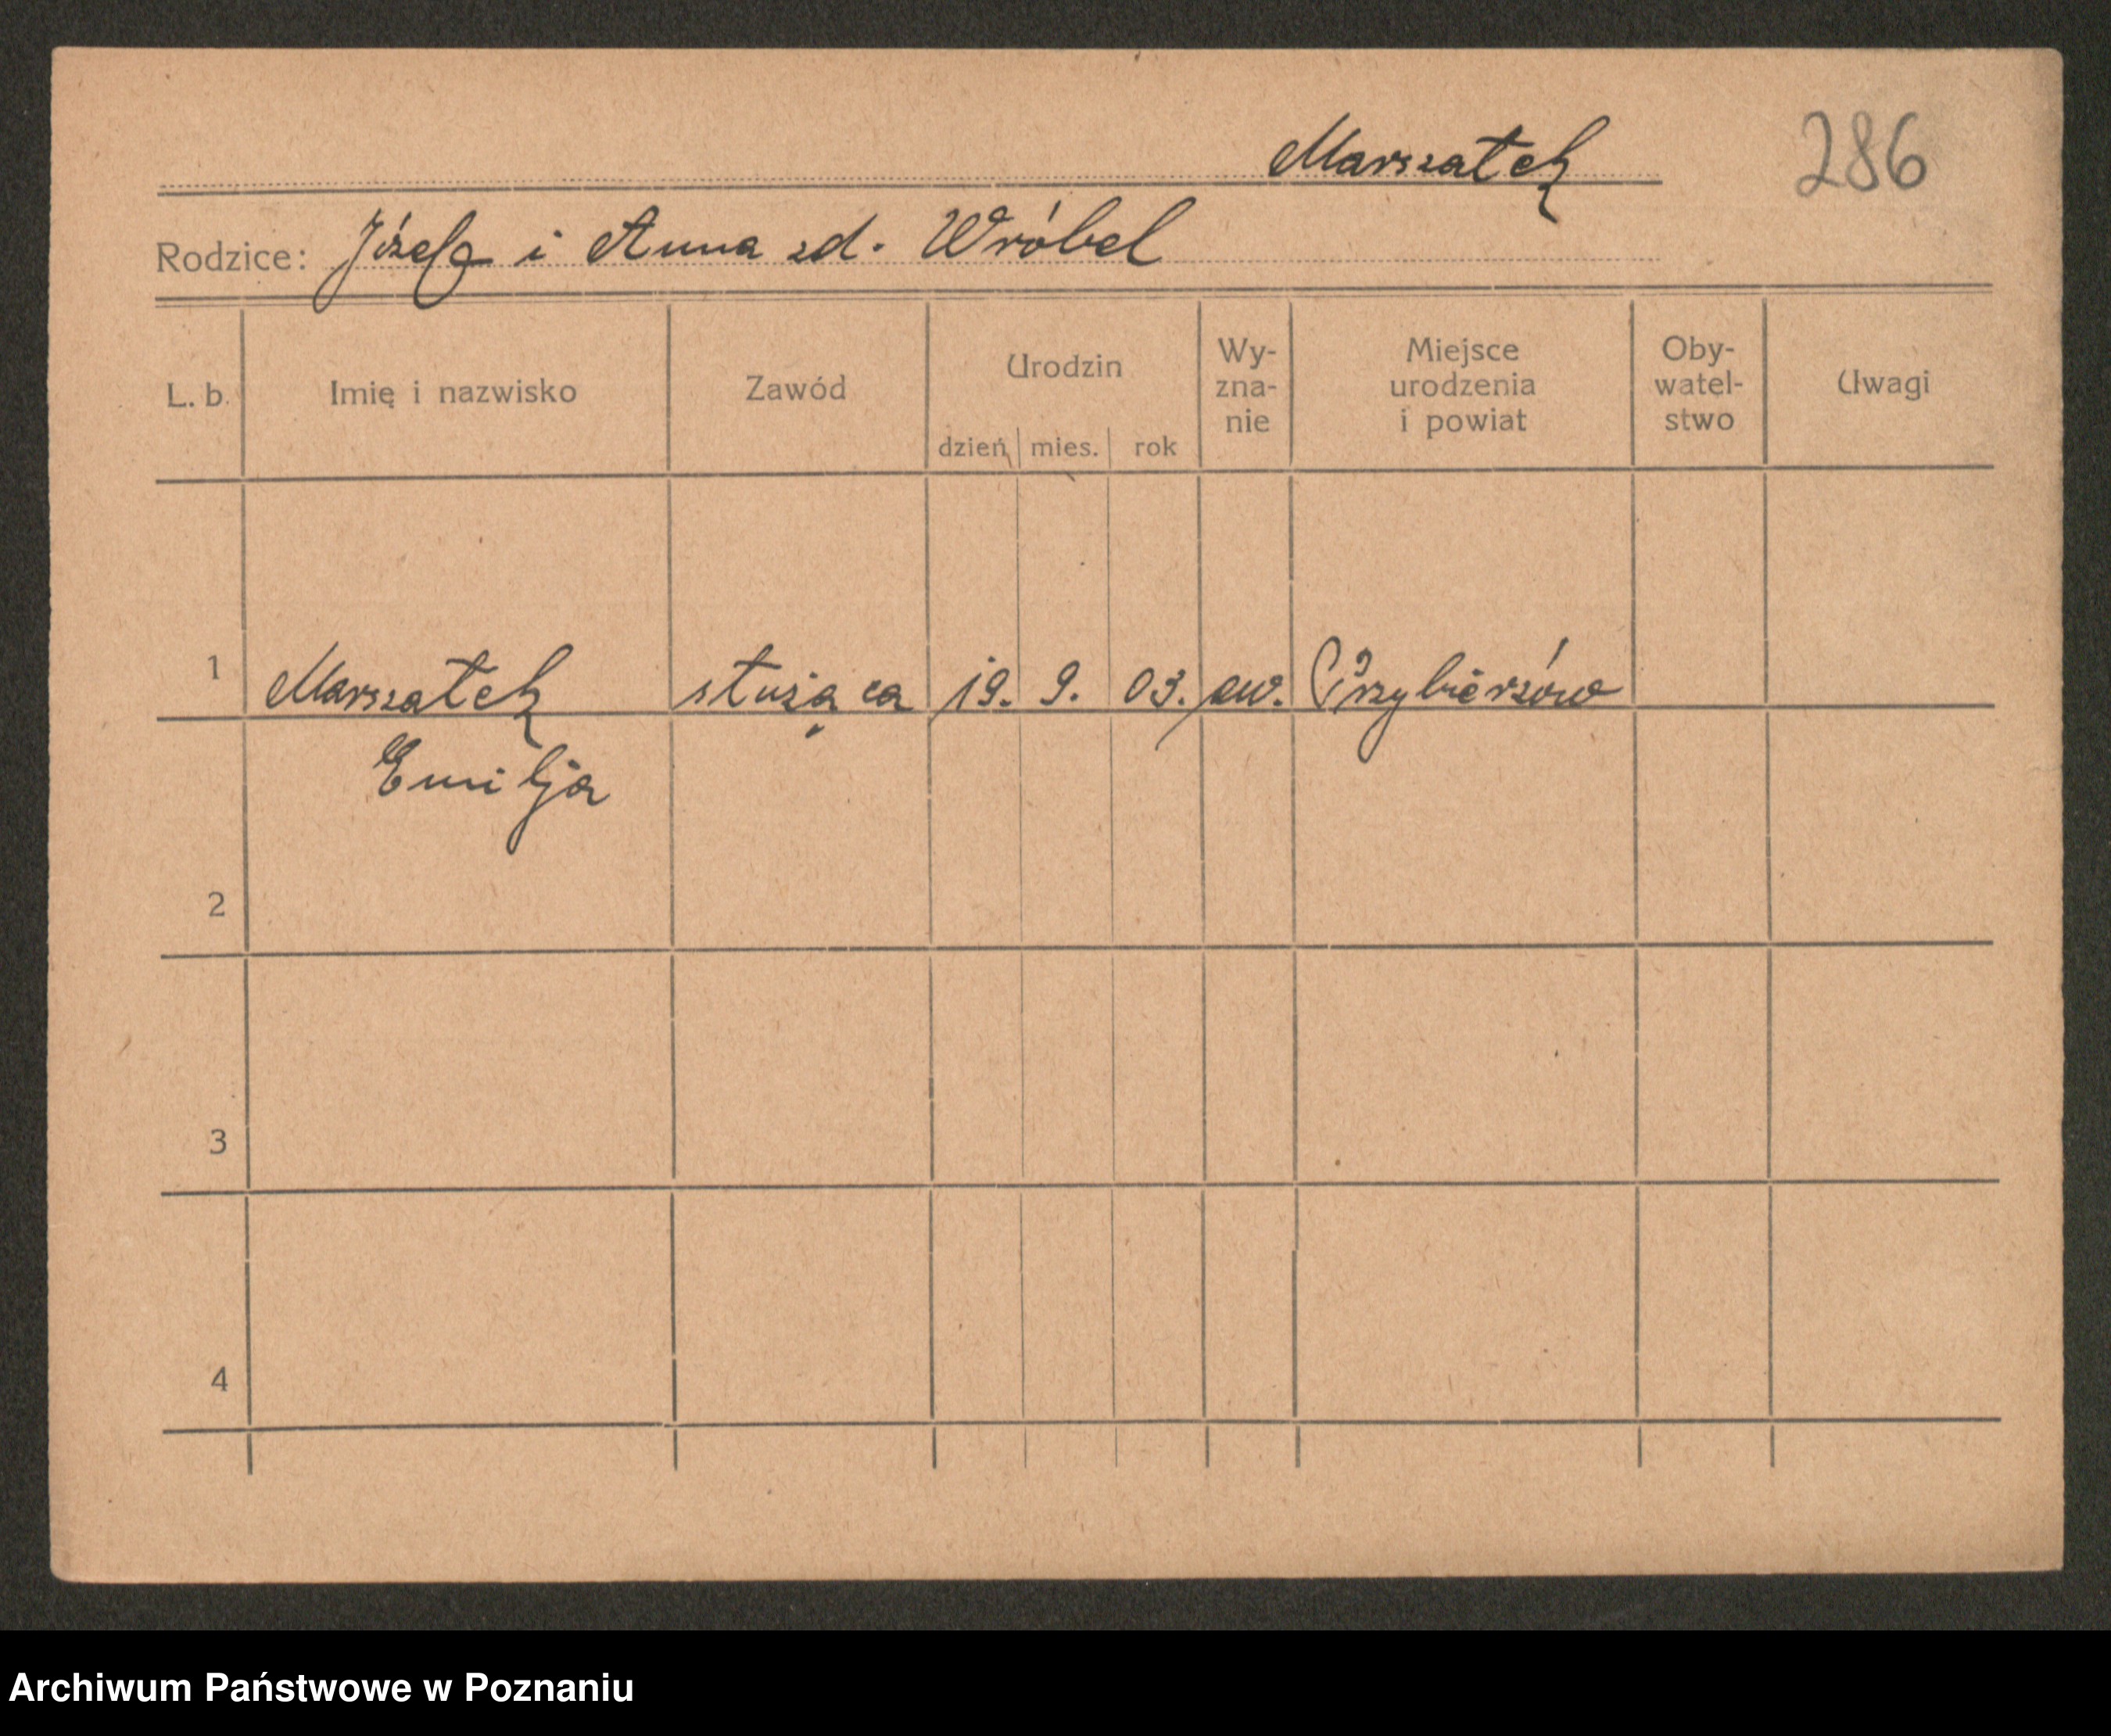 Marszałek 286
Rodzice: Józef i Anna zd. Wróbel
L. b. Imię i nazwisko Zawód Urodzin Wy- zna- nie Miejsce urodzenia i powiat Oby- watel- stwo Uwagi
dzień mies. rok
1 Marszałek służąca 19. 9. 03. ew. Przybierzów
Emilja
2
3
4
Archiwum Państwowe w Poznaniu